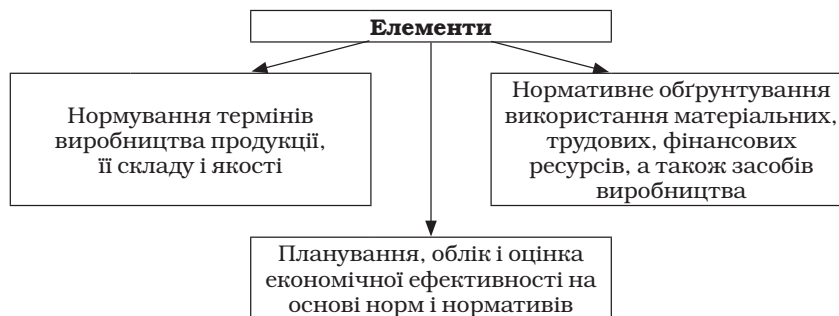 Елементи
Нормування термінів
виробництва продукції,
її складу і якості
Нормативне обґрунтування
використання матеріальних,
трудових, фінансових
ресурсів, а також засобів
виробництва
Планування, облік і оцінка
економічної ефективності на
основі норм і нормативів